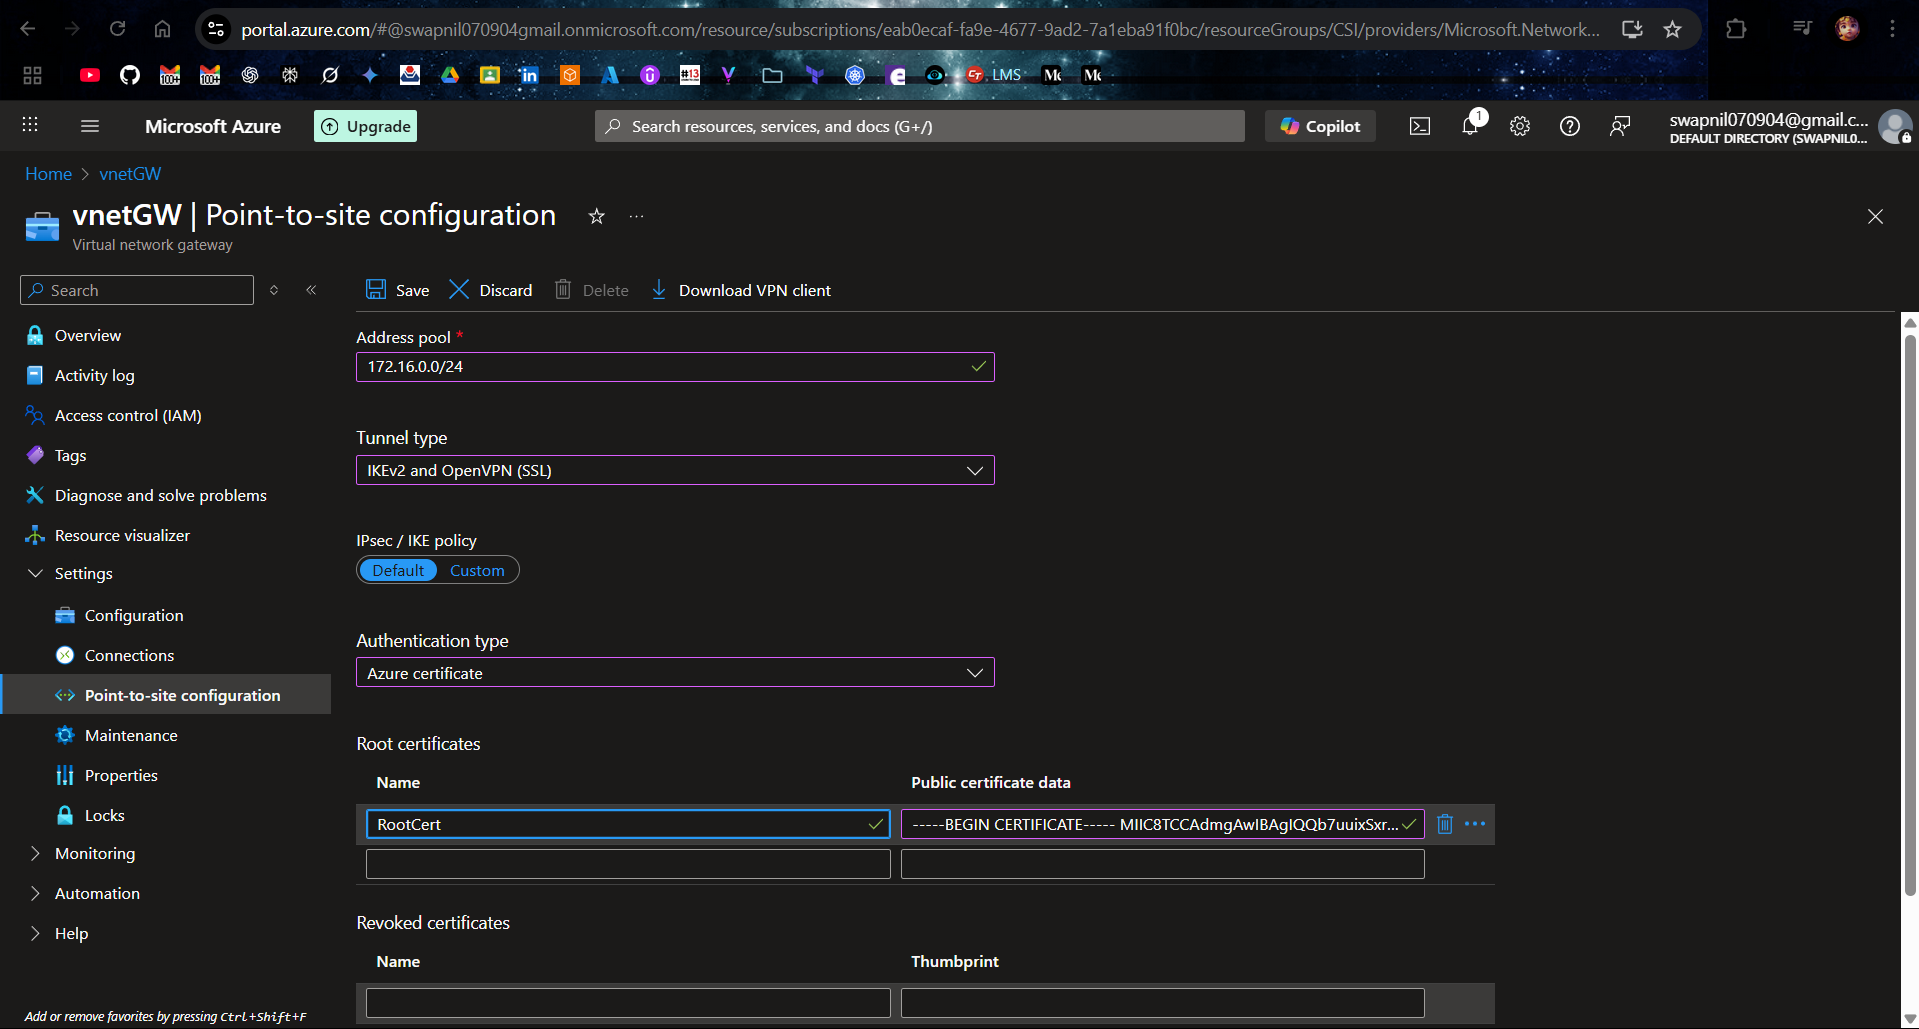 portal.azure.com/#@swapnil070904gmail.onmicrosoft.com/resource/subscriptions/eab0ecaf-fa9e-4677-9ad2-7a1eba91f0bc/resourceGroups/CSI/providers/Microsoft.Network...
100+
100+
in
#13
e
CT LMS
Microsoft Azure
Upgrade
Search resources, services, and docs (G+/)
Copilot
1
swapnil070904@gmail.c...
DEFAULT DIRECTORY (SWAPNIL0...
Home > vnetGW
vnetGW | Point-to-site configuration
Virtual network gateway
Search
Save
Discard
Delete
Download VPN client
Overview
Activity log
Access control (IAM)
Tags
Diagnose and solve problems
Resource visualizer
Settings
Configuration
Connections
Point-to-site configuration
Maintenance
Properties
Locks
Monitoring
Automation
Help
Add or remove favorites by pressing Ctrl+Shift+F
Address pool *
172.16.0.0/24
Tunnel type
IKEv2 and OpenVPN (SSL)
IPsec / IKE policy
Default Custom
Authentication type
Azure certificate
Root certificates
Name Public certificate data
RootCert -----BEGIN CERTIFICATE----- MIIC8TCCAdmgAwIBAgIQQb7uuixSxr...
Revoked certificates
Name Thumbprint